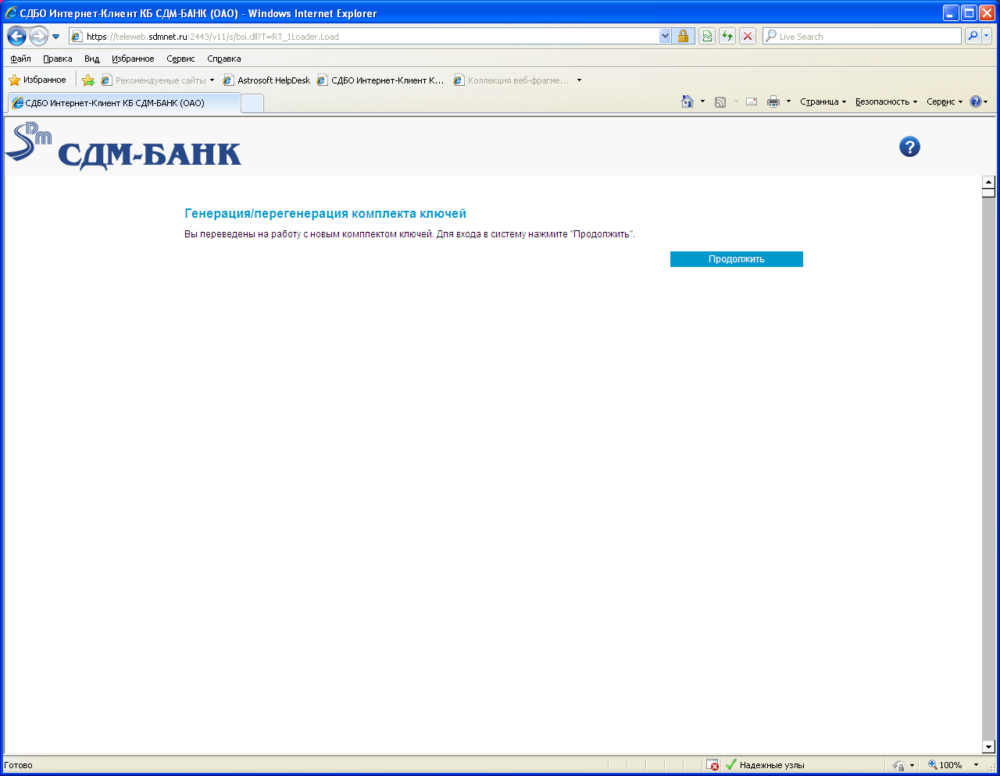 СДБО Интернет-Клиент КБ СДМ-БАНК (ОАО) - Windows Internet Explorer
https://teleweb.sdmnet.ru:2443/v11/s/bsi.dll?T=RT_1Loader.Load
Live Search
Файл Правка Вид Избранное Сервис Справка
Избранное Рекомендуемые сайты Astrosoft HelpDesk СДБО Интернет-Клиент К... Коллекция веб-фрагме...
СДБО Интернет-Клиент КБ СДМ-БАНК (ОАО)
Страница Безопасность Сервис
SDM СДМ-БАНК
Генерация/перегенерация комплекта ключей
Вы переведены на работу с новым комплектом ключей. Для входа в систему нажмите "Продолжить".
Продолжить
Готово
Надежные узлы
100%